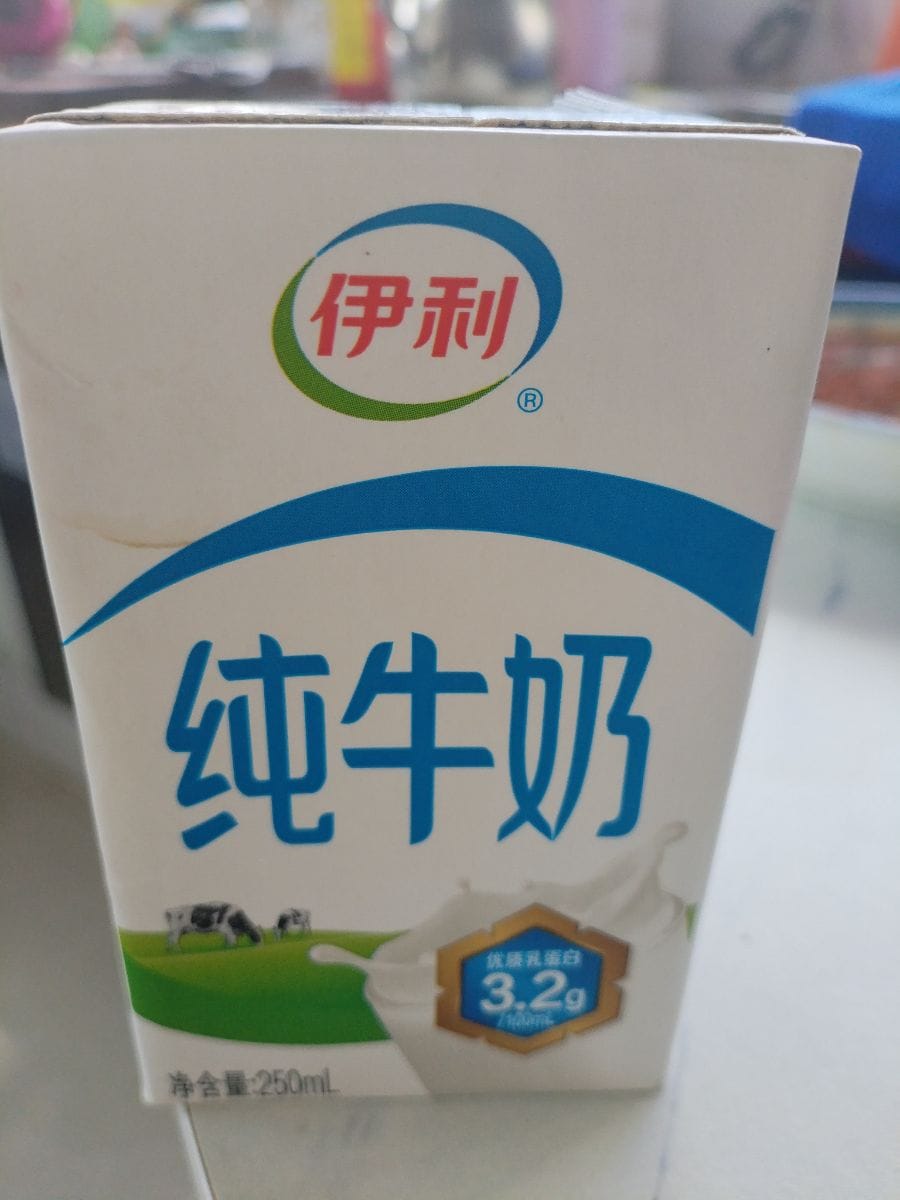 伊利
®
纯牛奶
优质乳蛋白
3.2g
/100mL
净含量:250mL